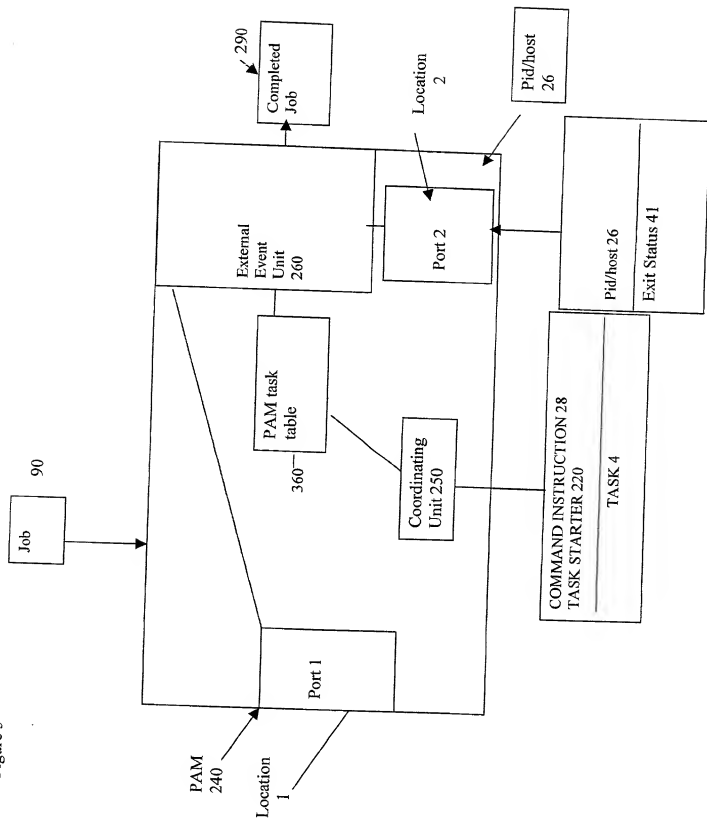 Figure
Job
90
PAM
240
Location
1
Port 1
External
Event
Unit
260
Completed
Job
290
PAM task
table
360
Coordinating
Unit 250
Port 2
Location
2
Pid/host
26
COMMAND INSTRUCTION 28
TASK STARTER 220
TASK 4
Pid/host 26
Exit Status 41